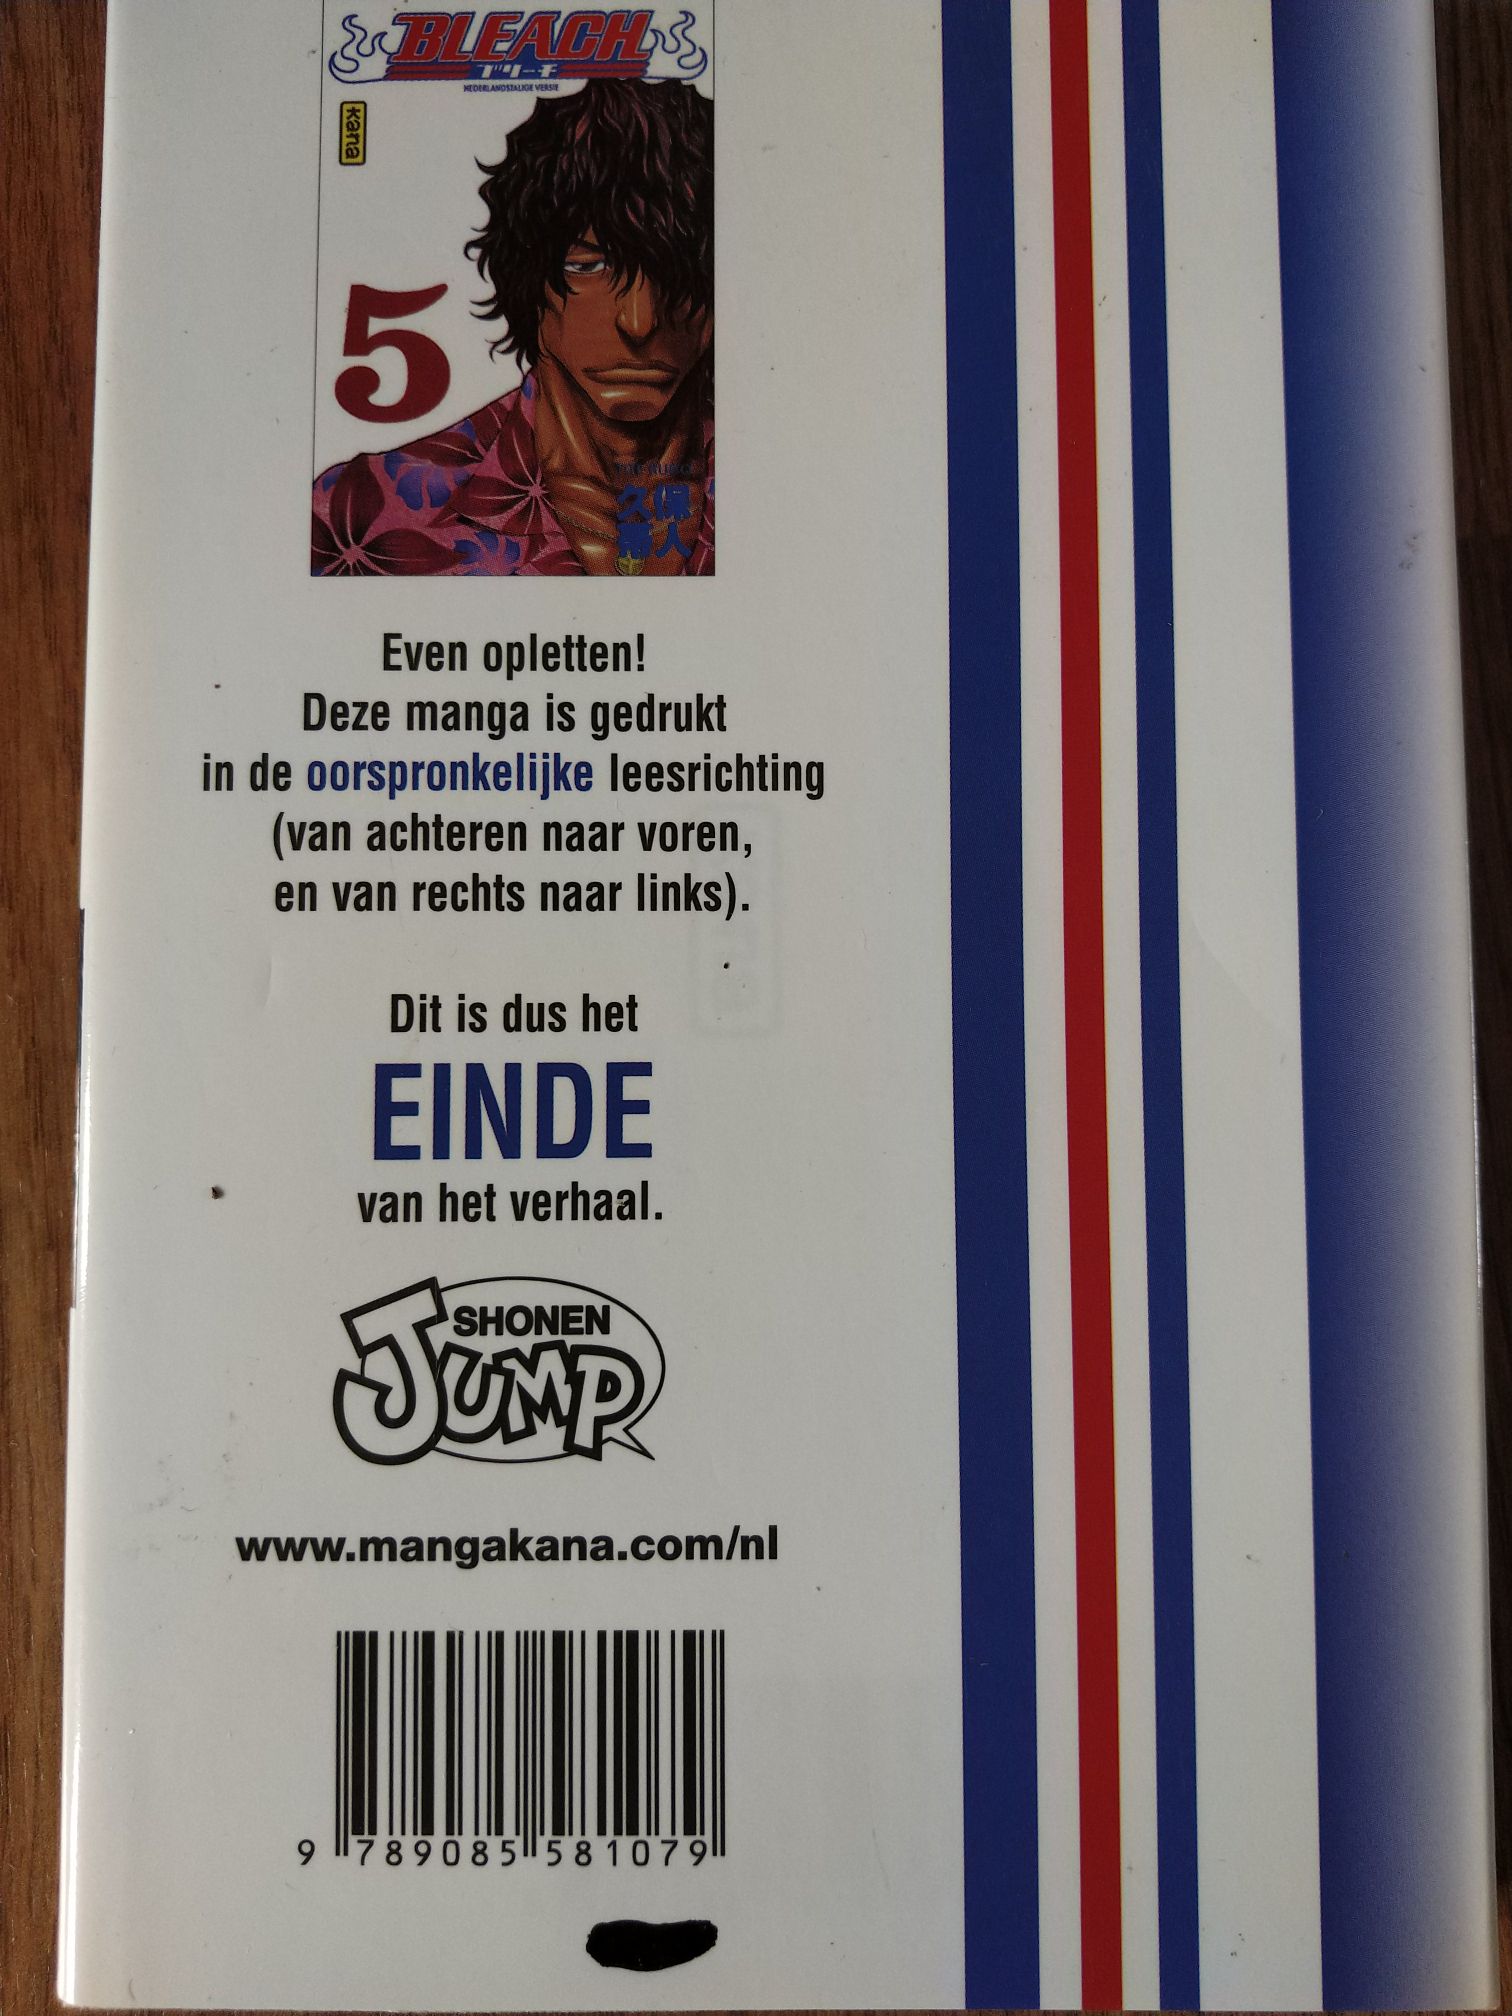 BLEACH
ブリーチ
NEDERLANDSTALIGE VERSIE
kana
5
久保
帯人
Even opletten!
Deze manga is gedrukt
in de oorspronkelijke leesrichting
(van achteren naar voren,
en van rechts naar links).
Dit is dus het
EINDE
van het verhaal.
SHONEN
JUMP
www.mangakana.com/nl
9 789085 581079